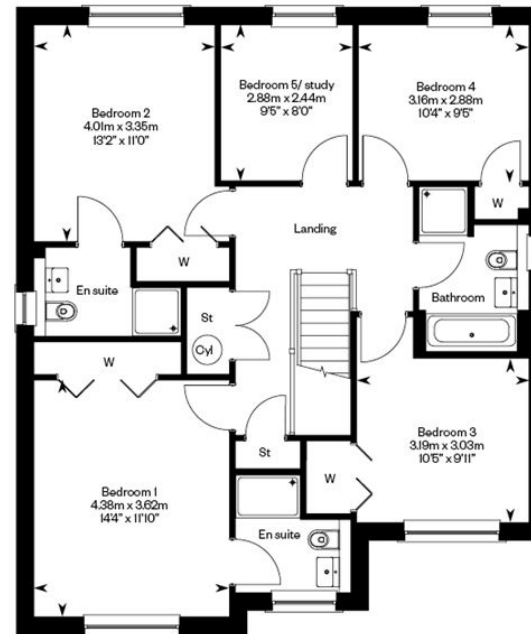 Bedroom 2
4.01m x 3.35m
13'2" x 11'0"
Bedroom 5/ study
2.88m x 2.44m
9'5" x 8'0"
Bedroom 4
3.16m x 2.88m
10'4" x 9'5"
W
Landing
W
En suite
Bathroom
St
Cyl
W
St
Bedroom 3
3.19m x 3.03m
10'5" x 9'11"
W
Bedroom 1
4.38m x 3.62m
14'4" x 11'10"
En suite